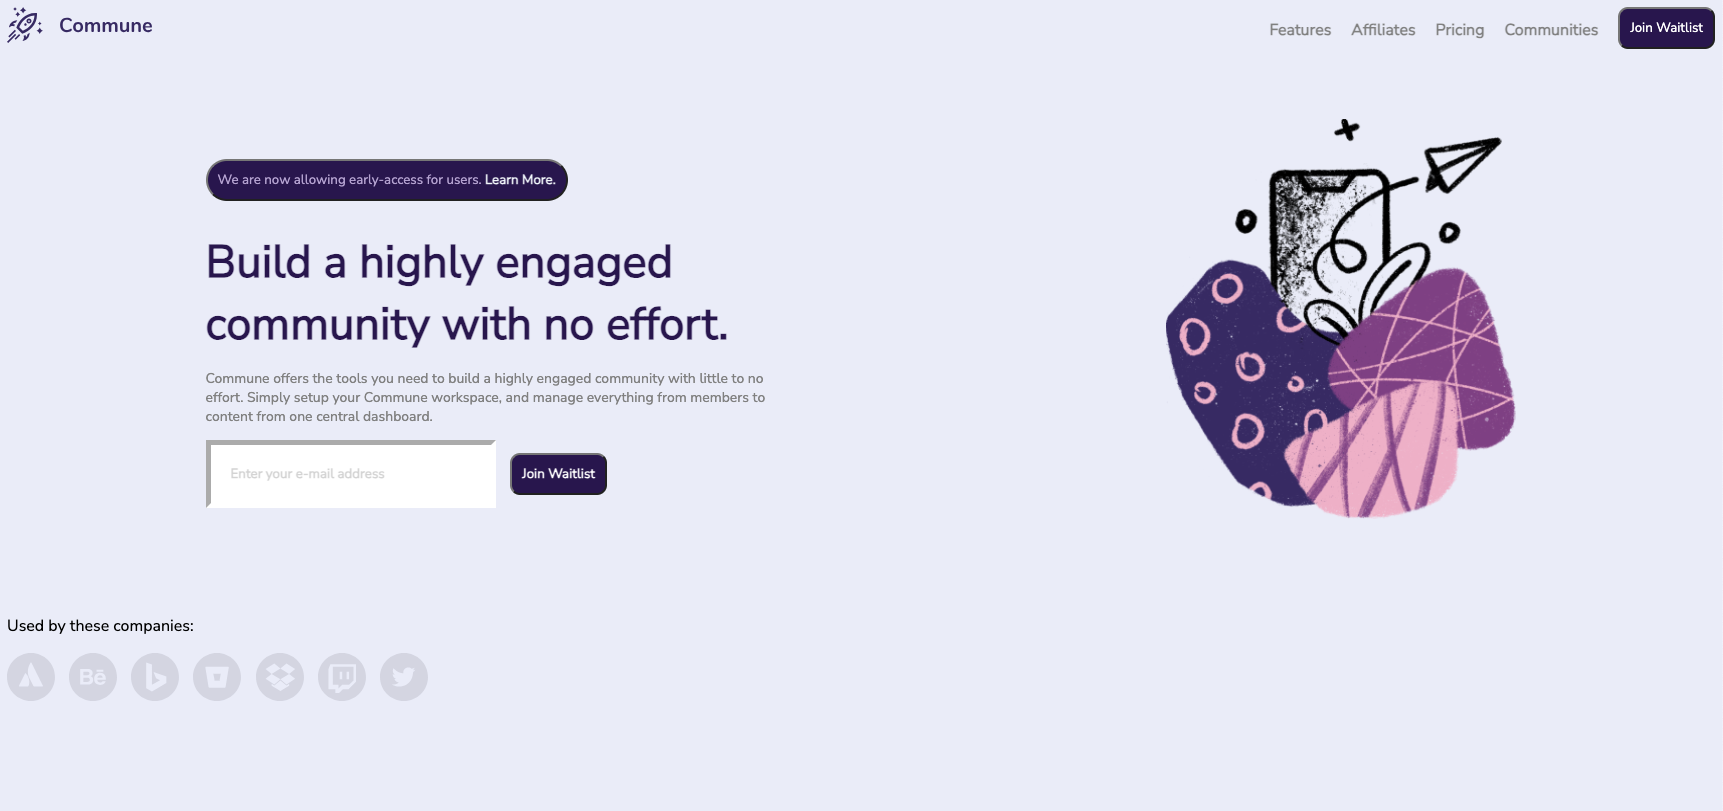 Commune
Features
Affiliates
Pricing
Communities
Join Waitlist
We are now allowing early-access for users. Learn More.
Build a highly engaged
community with no effort.
Commune offers the tools you need to build a highly engaged community with little to no
effort. Simply setup your Commune workspace, and manage everything from members to
content from one central dashboard.
Enter your e-mail address
Join Waitlist
Used by these companies:
Bē